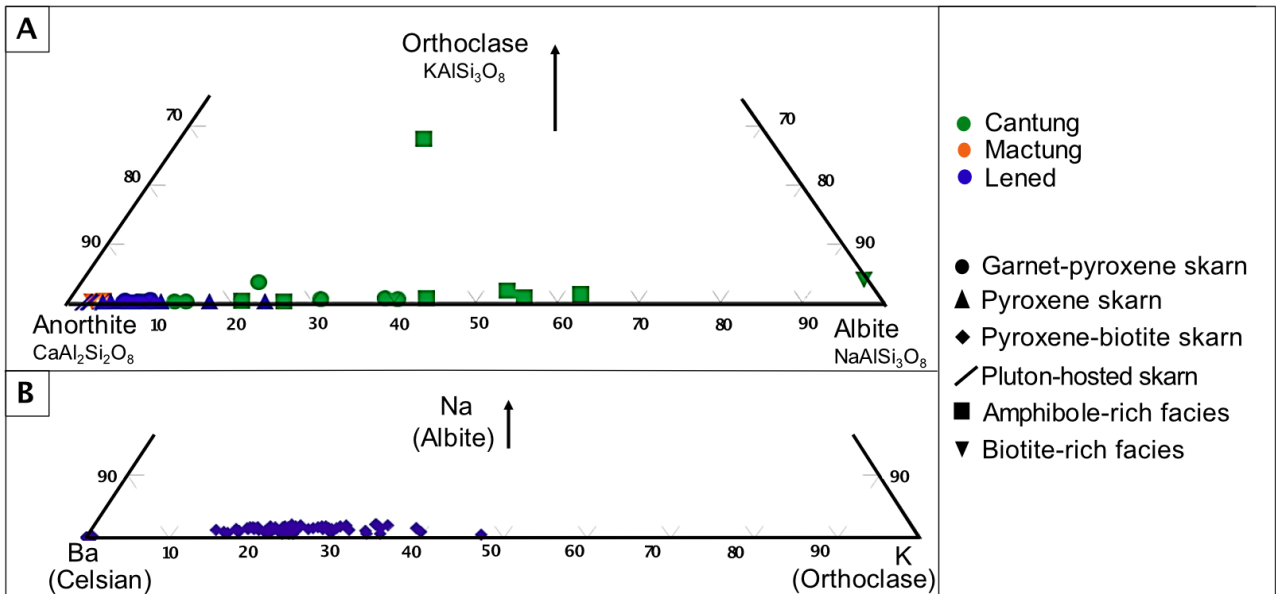 A
Orthoclase
KAlSi₃O₈
70
70
80
80
90
90
Anorthite
CaAl₂Si₂O₈
10
20
30
40
50
60
70
80
90
Albite
NaAlSi₃O₈
Cantung
Mactung
Lened
Garnet-pyroxene skarn
Pyroxene skarn
Pyroxene-biotite skarn
Pluton-hosted skarn
Amphibole-rich facies
Biotite-rich facies
B
Na
(Albite)
90
90
Ba
(Celsian)
10
20
30
40
50
60
70
80
90
K
(Orthoclase)